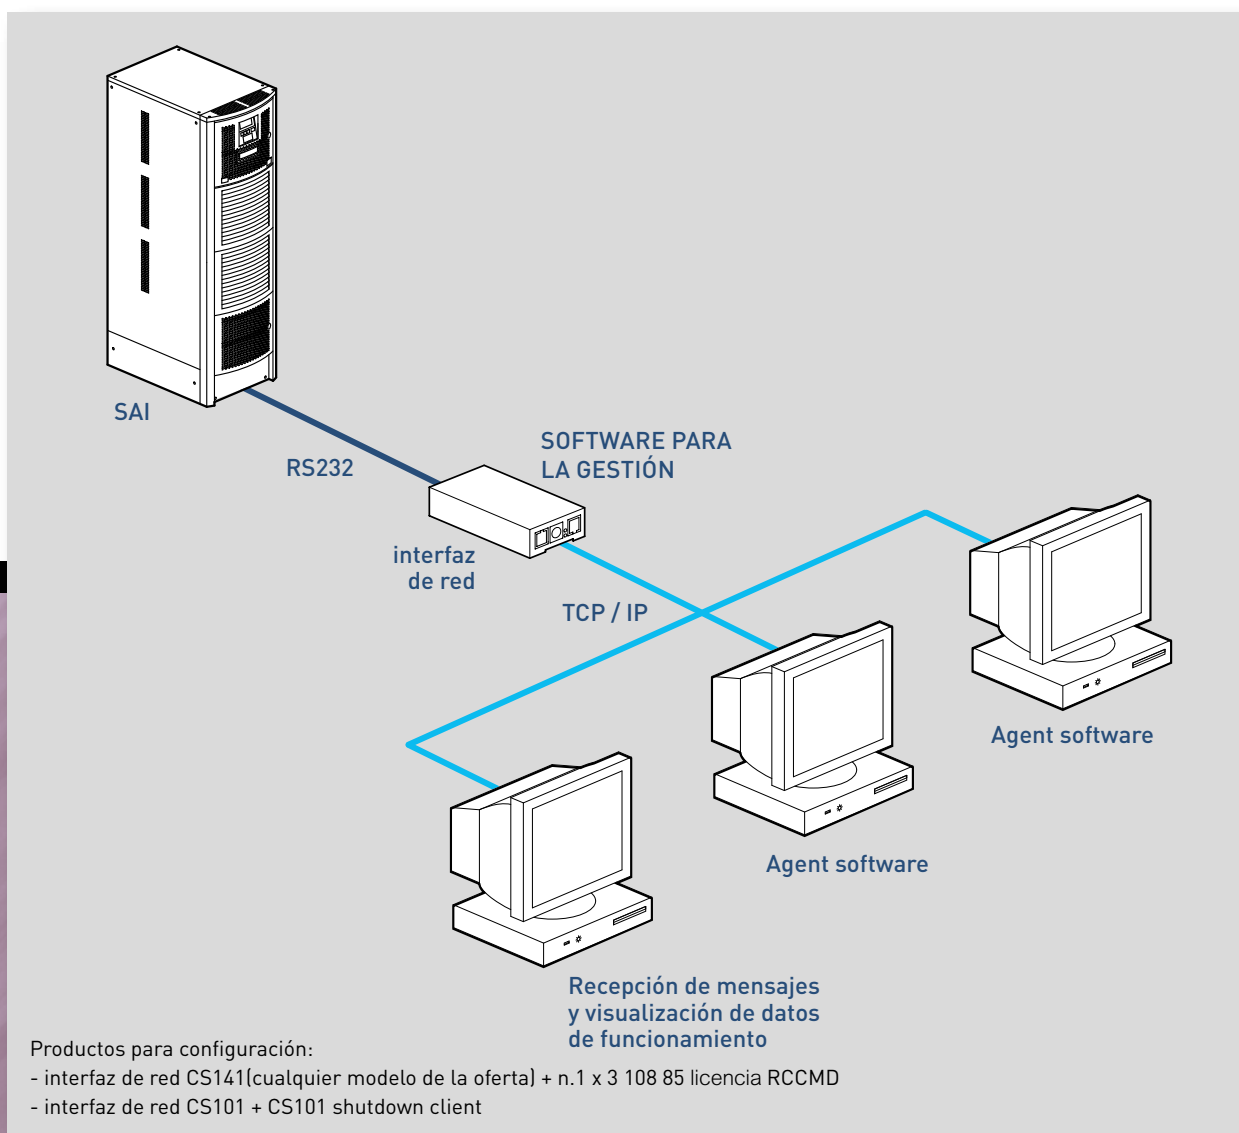 SAI
RS232
SOFTWARE PARA
LA GESTIÓN
interfaz
de red
TCP / IP
Agent software
Agent software
Recepción de mensajes
y visualización de datos
de funcionamiento
Productos para configuración:
- interfaz de red CS141(cualquier modelo de la oferta) + n.1 x 3 108 85 licencia RCCMD
- interfaz de red CS101 + CS101 shutdown client